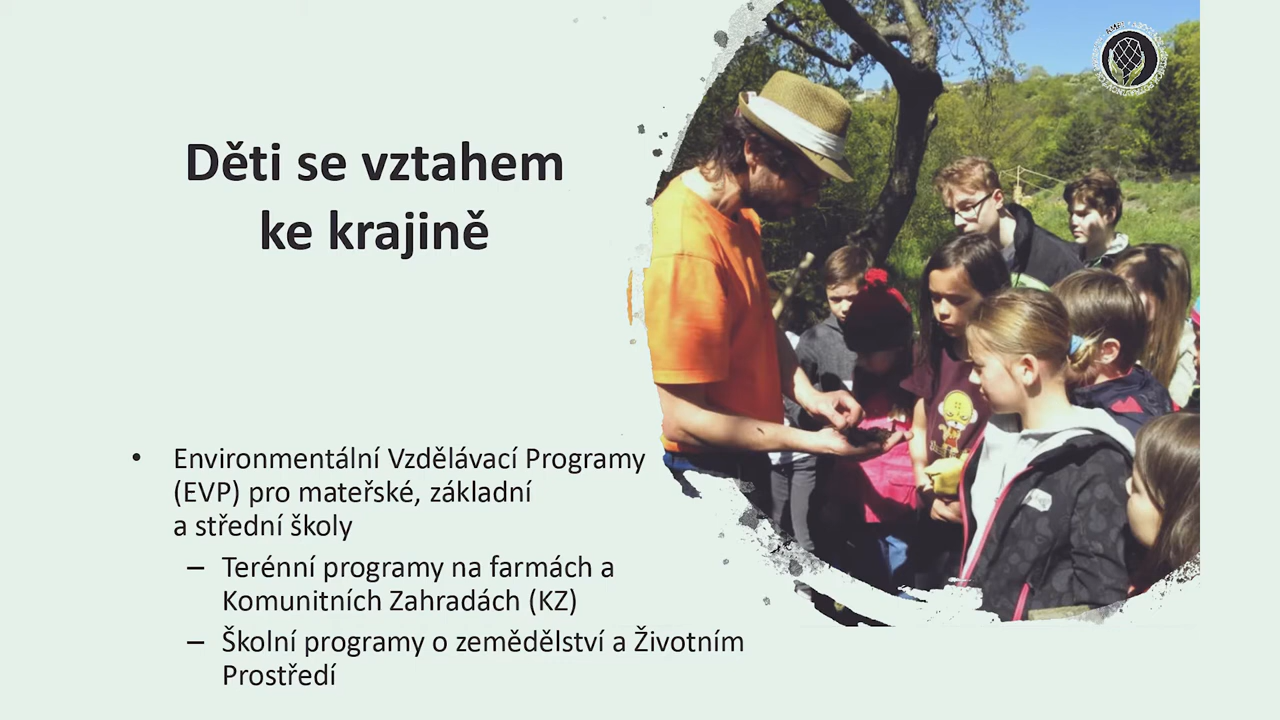 Děti se vztahem
ke krajině
• Environmentální Vzdělávací Programy
(EVP) pro mateřské, základní
a střední školy
– Terénní programy na farmách a
Komunitních Zahradách (KZ)
– Školní programy o zemědělství a Životním
Prostředí